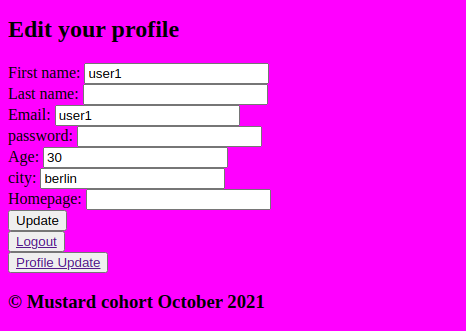 Edit your profile
First name: user1
Last name:
Email: user1
password:
Age: 30
city: berlin
Homepage:
Update
Logout
Profile Update
© Mustard cohort October 2021